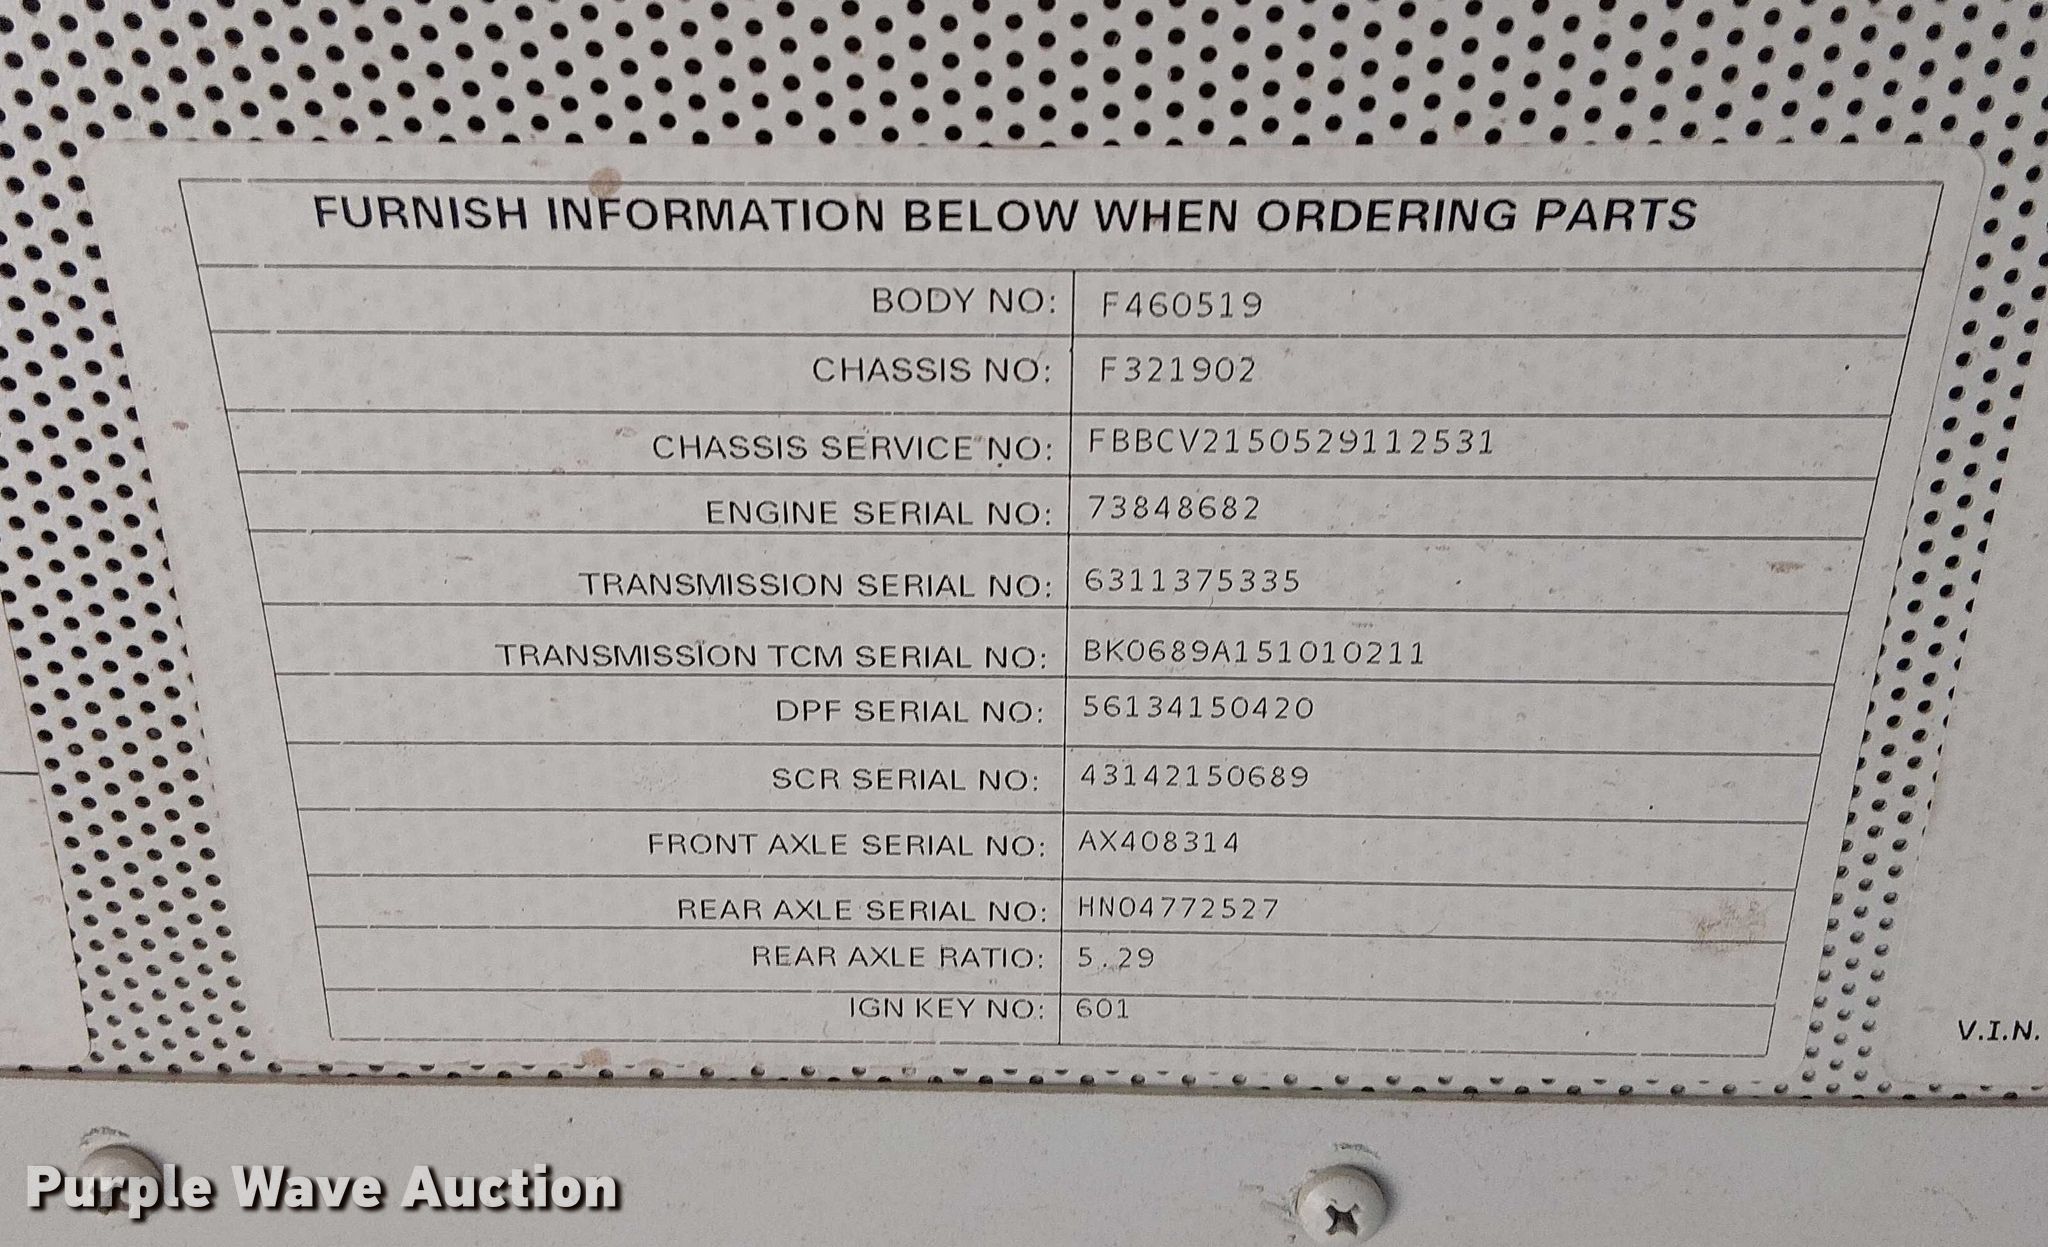 FURNISH INFORMATION BELOW WHEN ORDERING PARTS
BODY NO: F460519
CHASSIS NO: F321902
CHASSIS SERVICE NO: FBBCV2150529112531
ENGINE SERIAL NO: 73848682
TRANSMISSION SERIAL NO: 6311375335
TRANSMISSION TCM SERIAL NO: BK0689A151010211
DPF SERIAL NO: 56134150420
SCR SERIAL NO: 43142150689
FRONT AXLE SERIAL NO: AX408314
REAR AXLE SERIAL NO: HN04772527
REAR AXLE RATIO: 5.29
IGN KEY NO: 601
V.I.N.
Purple Wave Auction